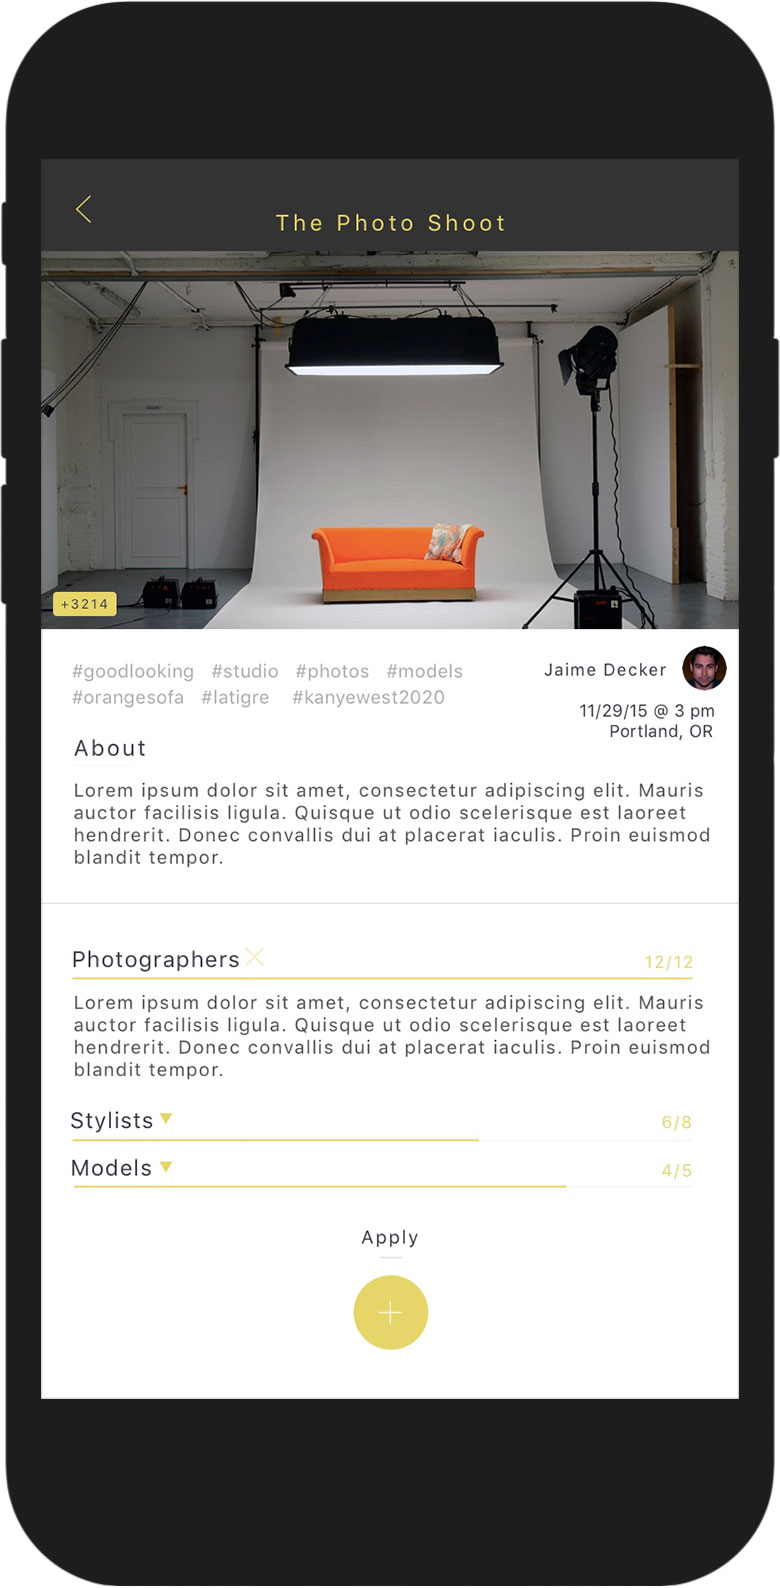 The Photo Shoot
+3214
#goodlooking #studio #photos #models
#orangesofa #latigre #kanyewest2020
Jaime Decker
11/29/15 @ 3 pm
Portland, OR
About
Lorem ipsum dolor sit amet, consectetur adipiscing elit. Mauris
auctor facilisis ligula. Quisque ut odio scelerisque est laoreet
hendrerit. Donec convallis dui at placerat iaculis. Proin euismod
blandit tempor.
Photographers 12/12
Lorem ipsum dolor sit amet, consectetur adipiscing elit. Mauris
auctor facilisis ligula. Quisque ut odio scelerisque est laoreet
hendrerit. Donec convallis dui at placerat iaculis. Proin euismod
blandit tempor.
Stylists 6/8
Models 4/5
Apply